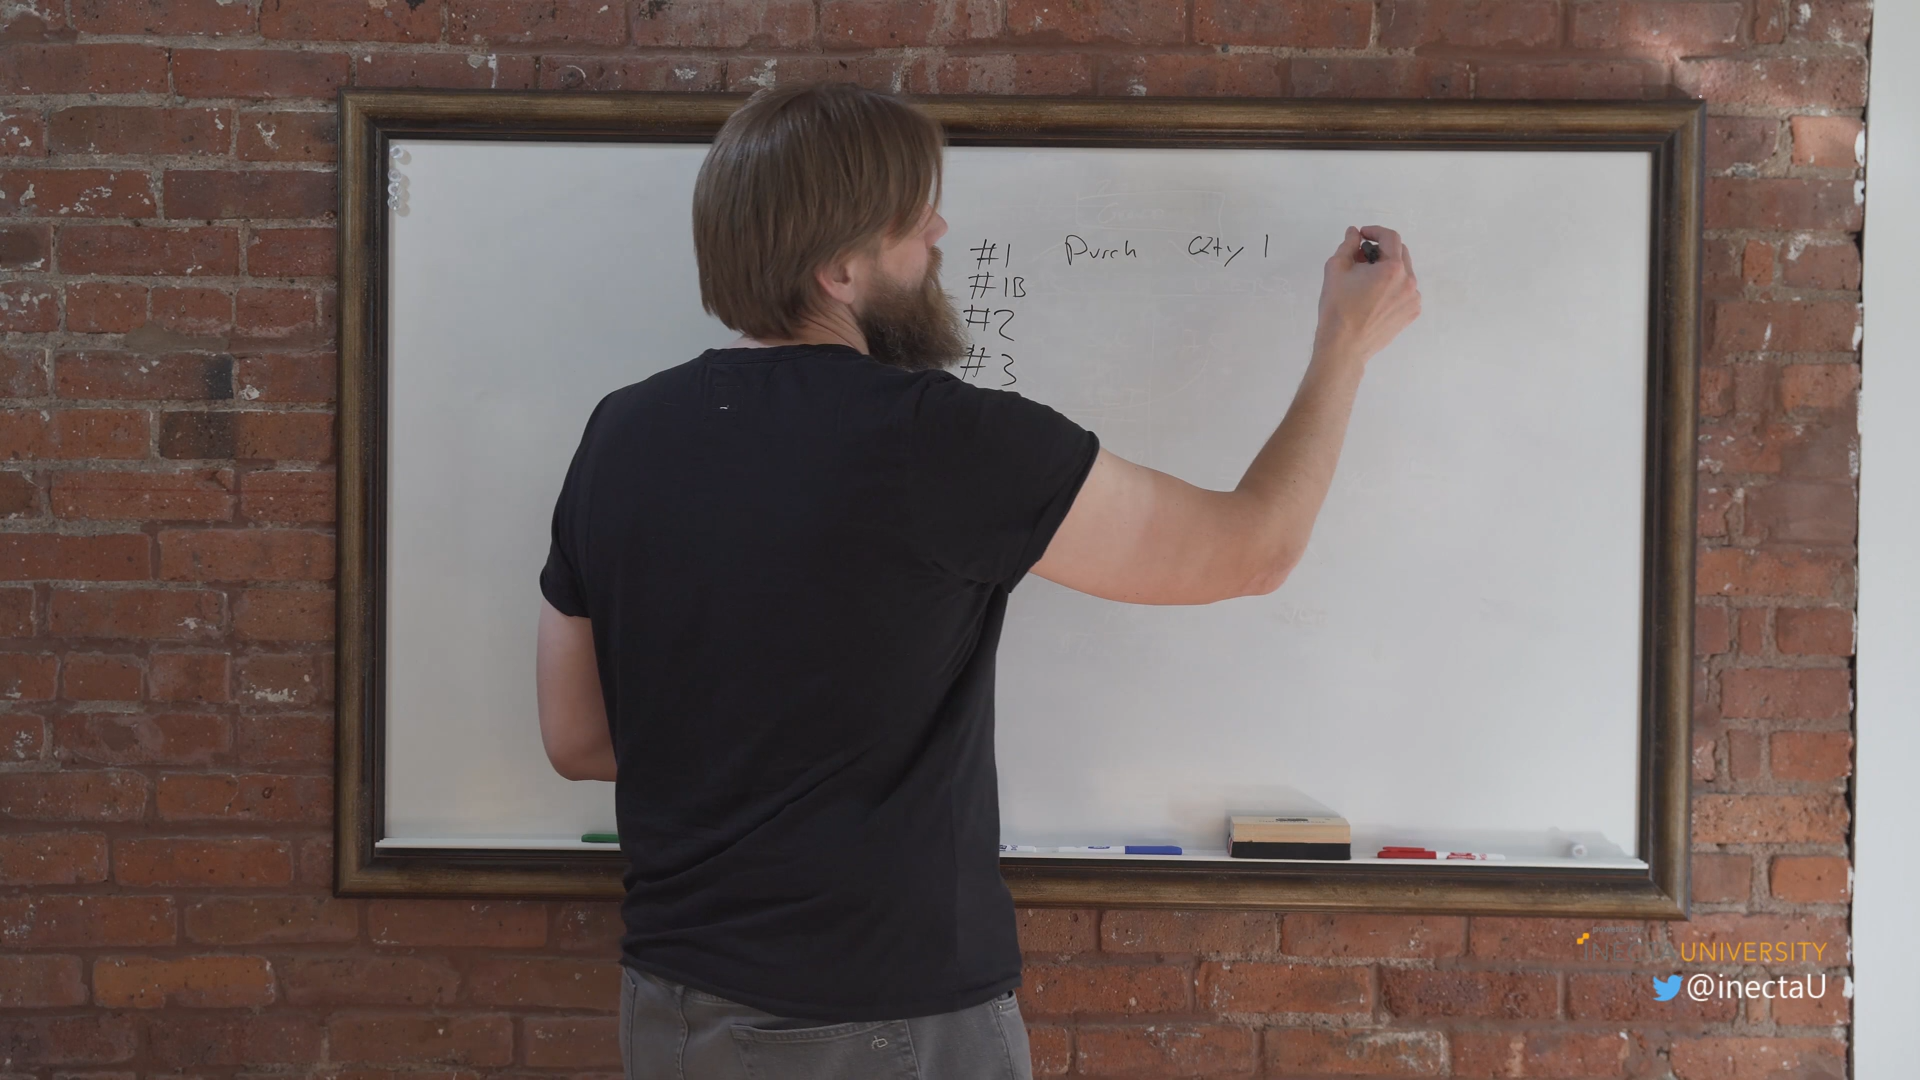 #1 Purch Qty 1
#1B
#2
#3
INECTA UNIVERSITY
@inectaU